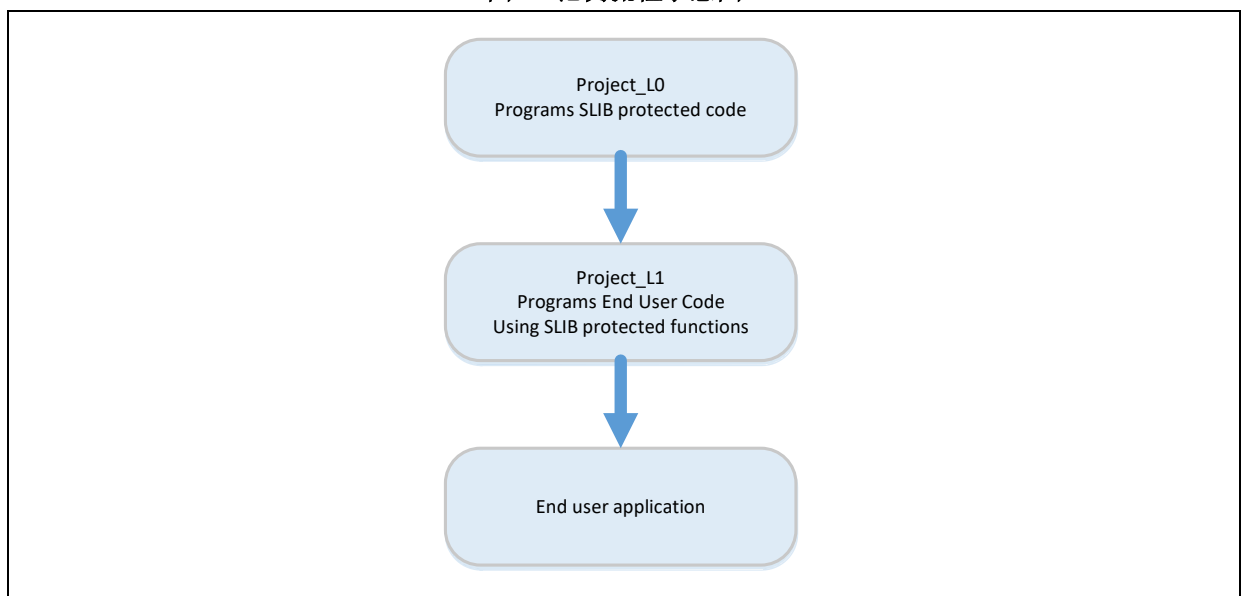 Project_L0
Programs SLIB protected code
Project_L1
Programs End User Code
Using SLIB protected functions
End user application